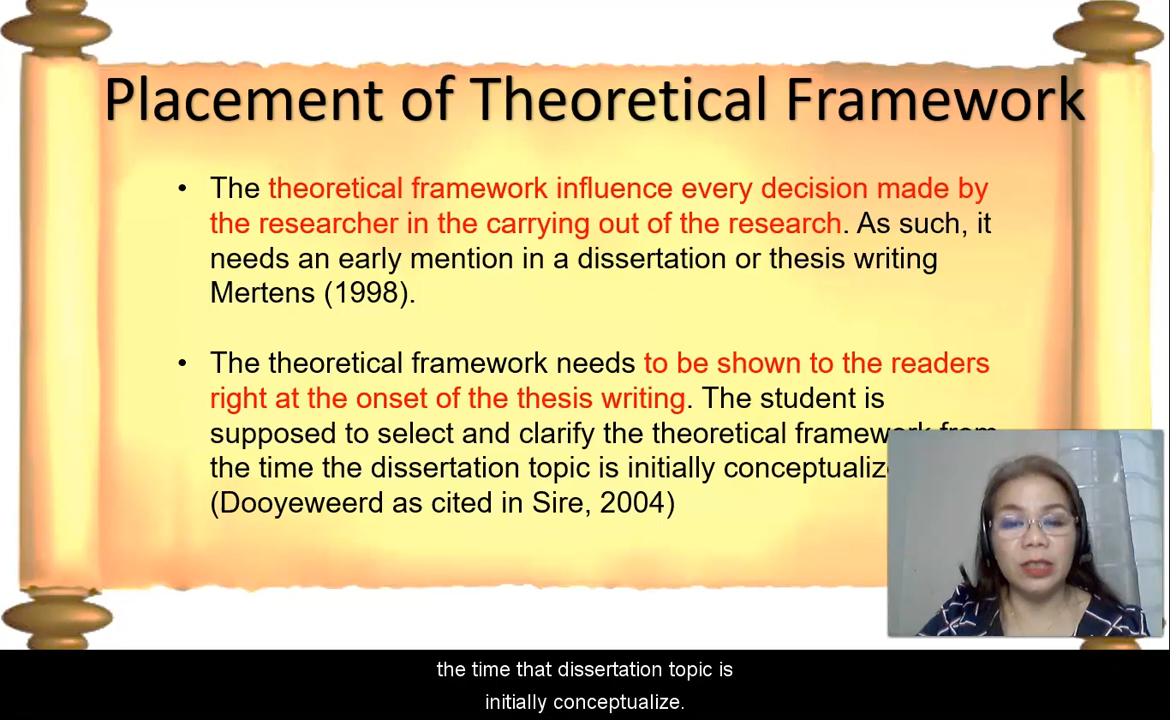 Placement of Theoretical Framework
• The theoretical framework influence every decision made by
the researcher in the carrying out of the research. As such, it
needs an early mention in a dissertation or thesis writing
Mertens (1998).
• The theoretical framework needs to be shown to the readers
right at the onset of the thesis writing. The student is
supposed to select and clarify the theoretical framework from
the time the dissertation topic is initially
(Dooyeweerd as cited in Sire, 2004)
the time that dissertation topic is
initially conceptualize.